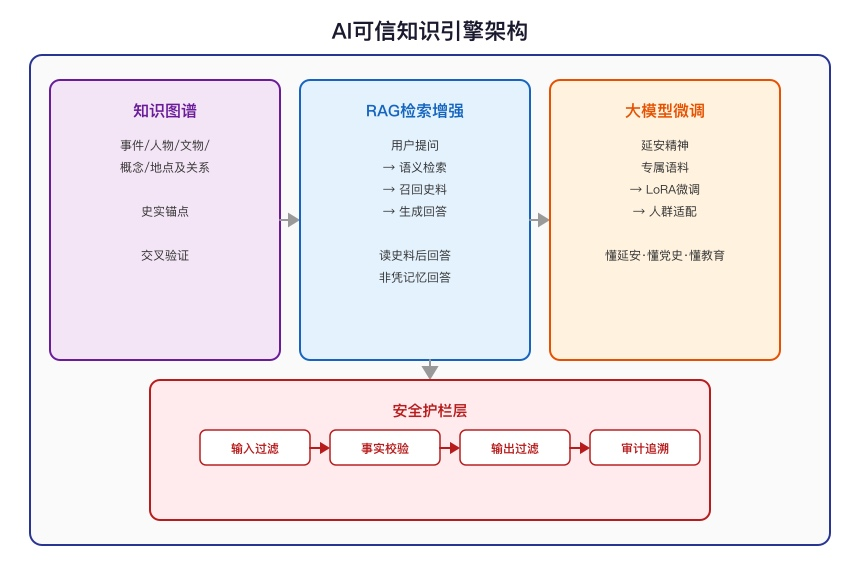 AI可信知识引擎架构
知识图谱
事件/人物/文物/
概念/地点及关系
史实锚点
交叉验证
RAG检索增强
用户提问
→ 语义检索
→ 召回史料
→ 生成回答
读史料后回答
非凭记忆回答
大模型微调
延安精神
专属语料
→ LoRA微调
→ 人群适配
懂延安·懂党史·懂教育
安全护栏层
输入过滤
事实校验
输出过滤
审计追溯